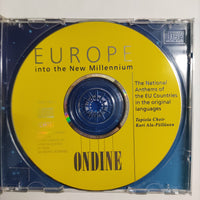 EUROPE
into the New Millennium
The National
Anthems of
the EU Countries
in the original
languages
Tapiola Choir
Kari Ala-Pöllänen
ONDINE